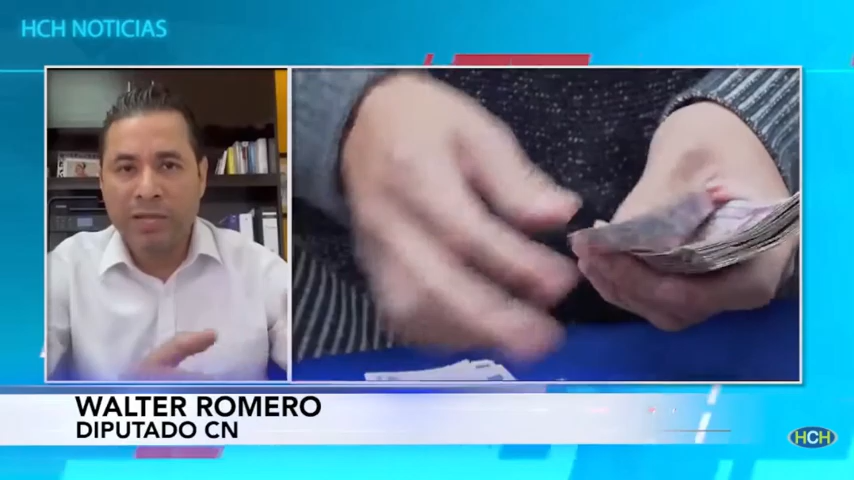 HCH NOTICIAS
WALTER ROMERO
DIPUTADO CN
HCH